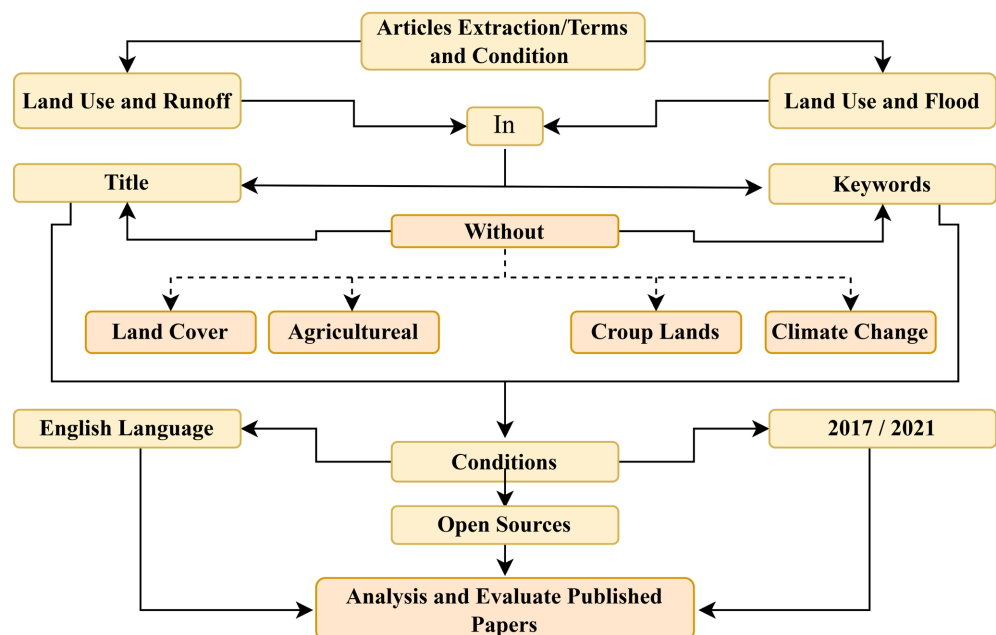 Articles Extraction/Terms
and Condition
Land Use and Runoff
Land Use and Flood
In
Title
Keywords
Without
Land Cover
Agricultureal
Croup Lands
Climate Change
English Language
2017 / 2021
Conditions
Open Sources
Analysis and Evaluate Published
Papers